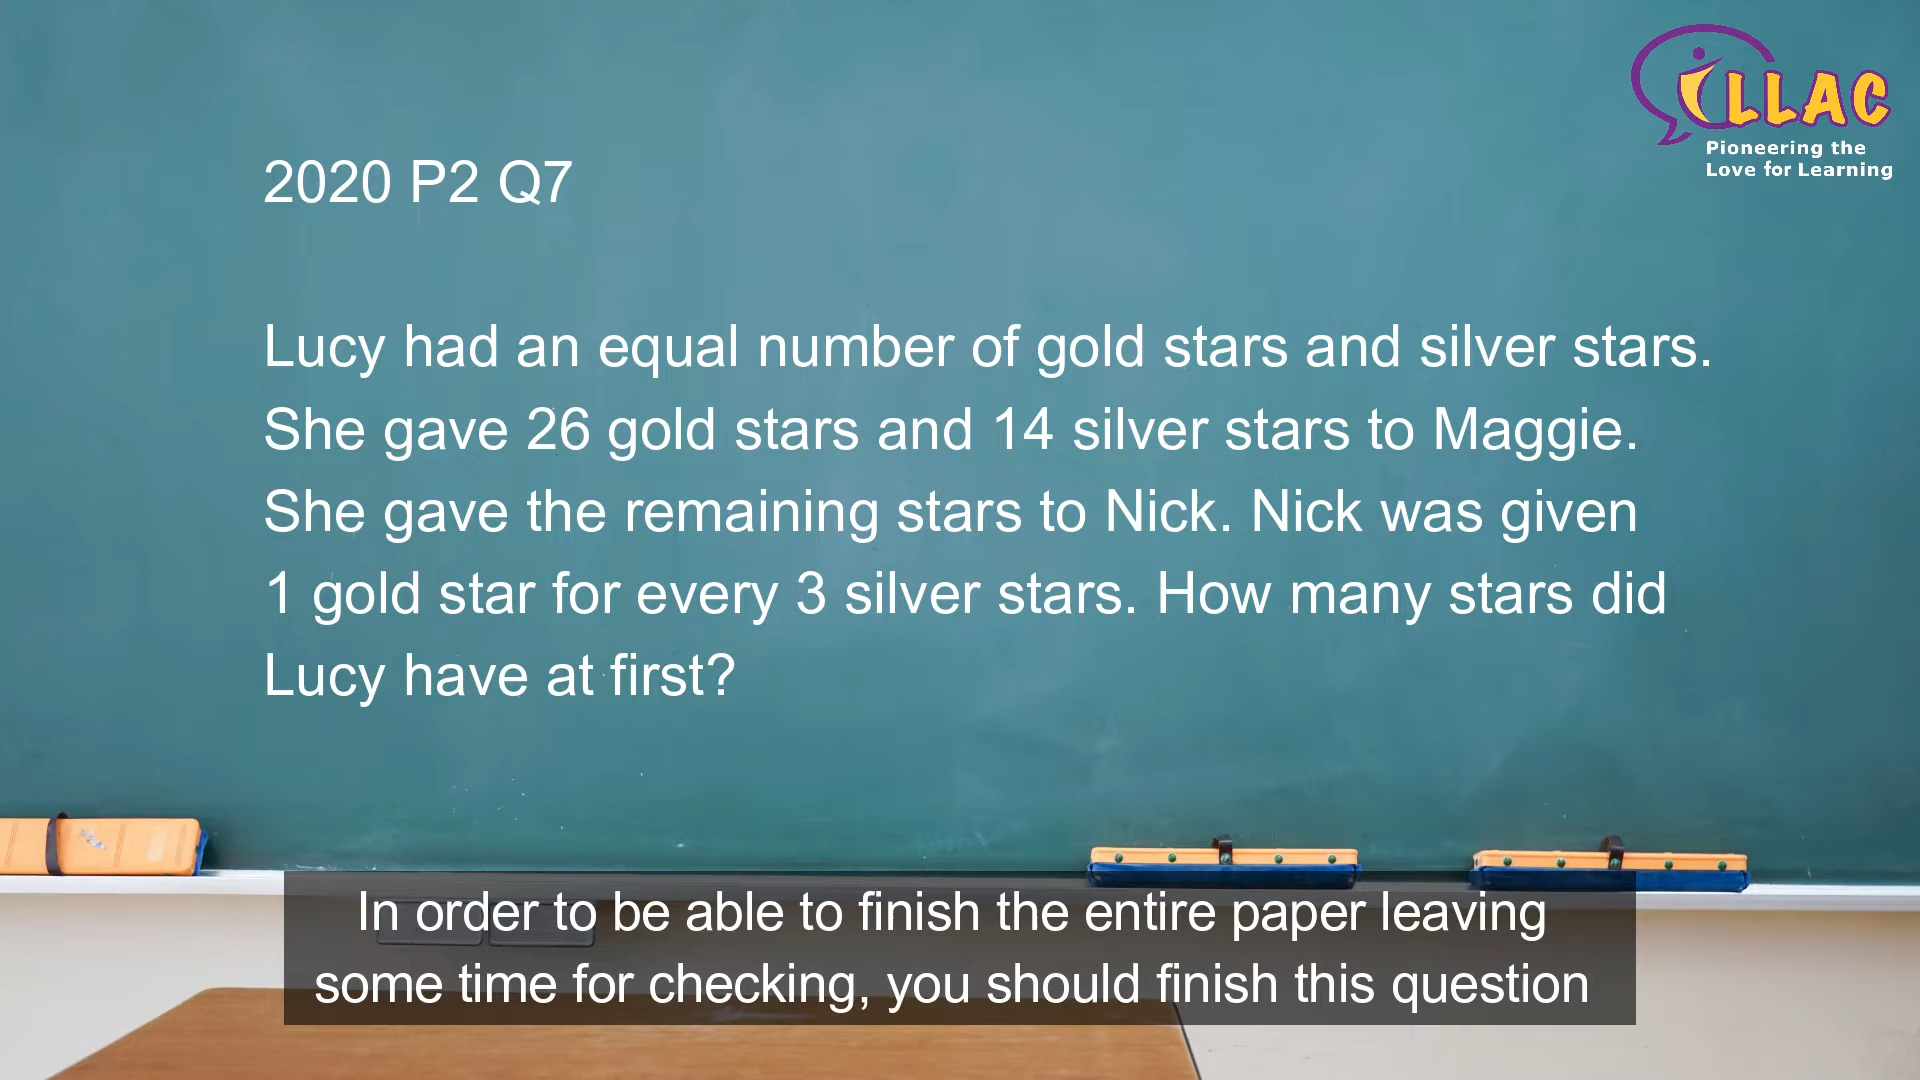 iLLAC
Pioneering the
Love for Learning
2020 P2 Q7
Lucy had an equal number of gold stars and silver stars.
She gave 26 gold stars and 14 silver stars to Maggie.
She gave the remaining stars to Nick. Nick was given
1 gold star for every 3 silver stars. How many stars did
Lucy have at first?
In order to be able to finish the entire paper leaving
some time for checking, you should finish this question